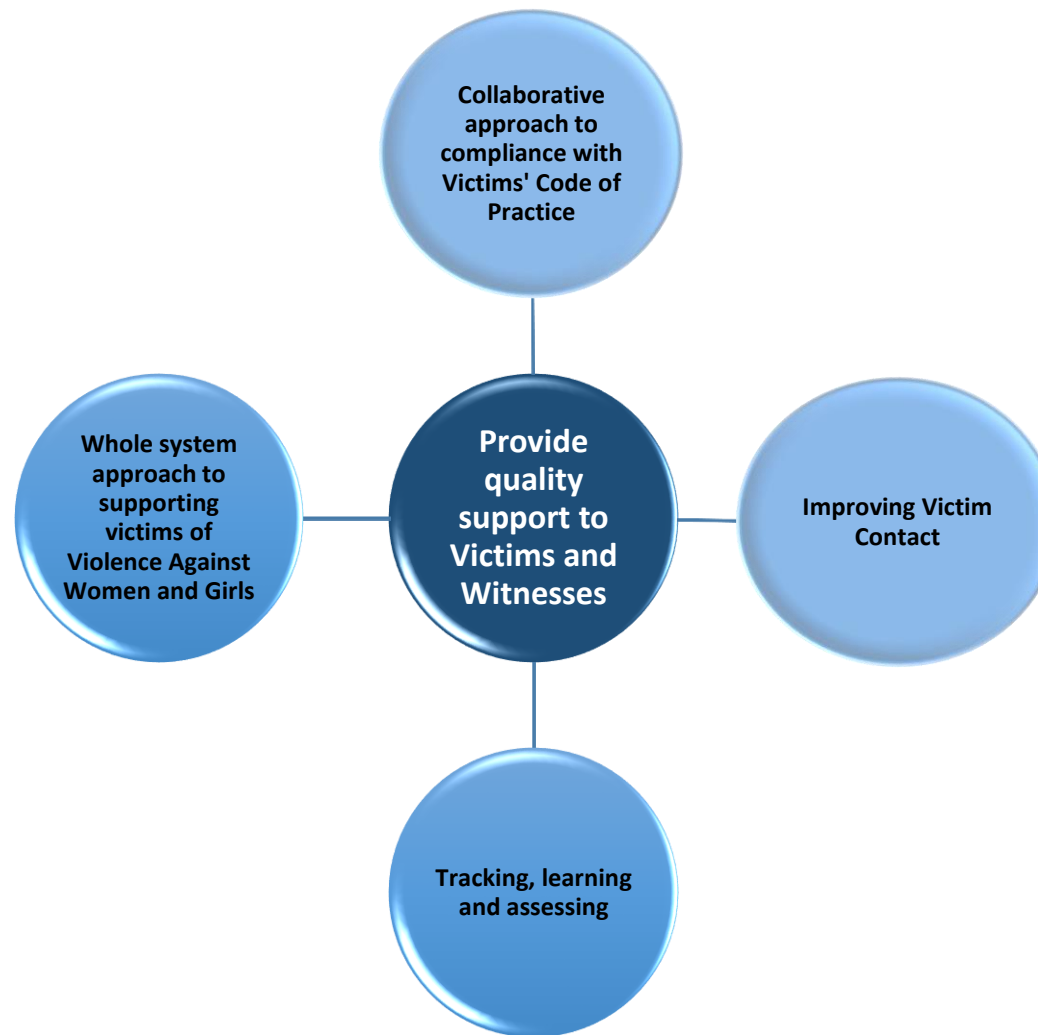 Collaborative
approach to
compliance with
Victims' Code of
Practice
Whole system
approach to
supporting
victims of
Violence Against
Women and Girls
Provide
quality
support to
Victims and
Witnesses
Improving Victim
Contact
Tracking, learning
and assessing